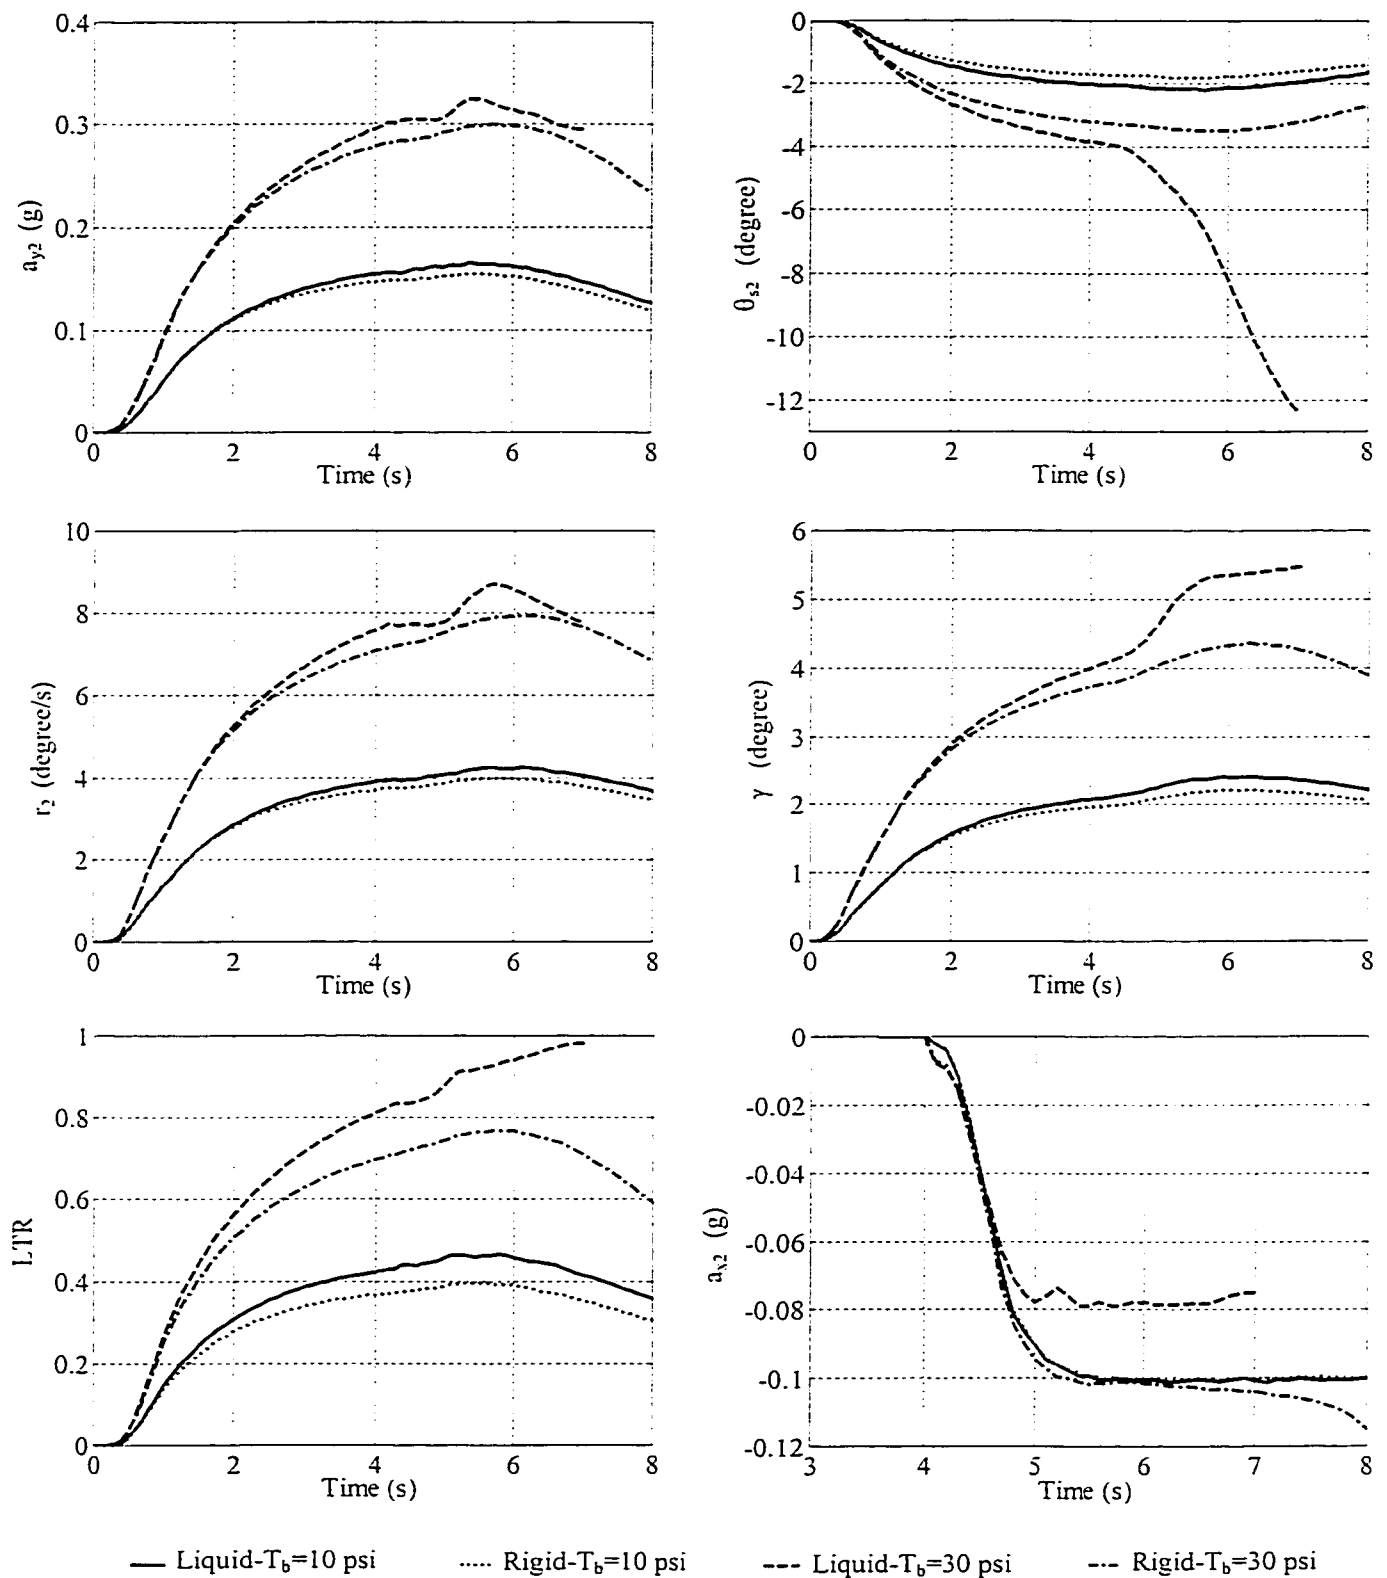 0.4
0.3
0.2
0.1
0
a_y2 (g)
0 2 4 6 8
Time (s)
0
-2
-4
-6
-8
-10
-12
θ_s2 (degree)
0 2 4 6 8
Time (s)
10
8
6
4
2
0
r_2 (degree/s)
0 2 4 6 8
Time (s)
6
5
4
3
2
1
0
γ (degree)
0 2 4 6 8
Time (s)
1
0.8
0.6
0.4
0.2
0
LTR
0 2 4 6 8
Time (s)
0
-0.02
-0.04
-0.06
-0.08
-0.1
-0.12
a_x2 (g)
3 4 5 6 7 8
Time (s)
Liquid-T_b=10 psi Rigid-T_b=10 psi Liquid-T_b=30 psi Rigid-T_b=30 psi